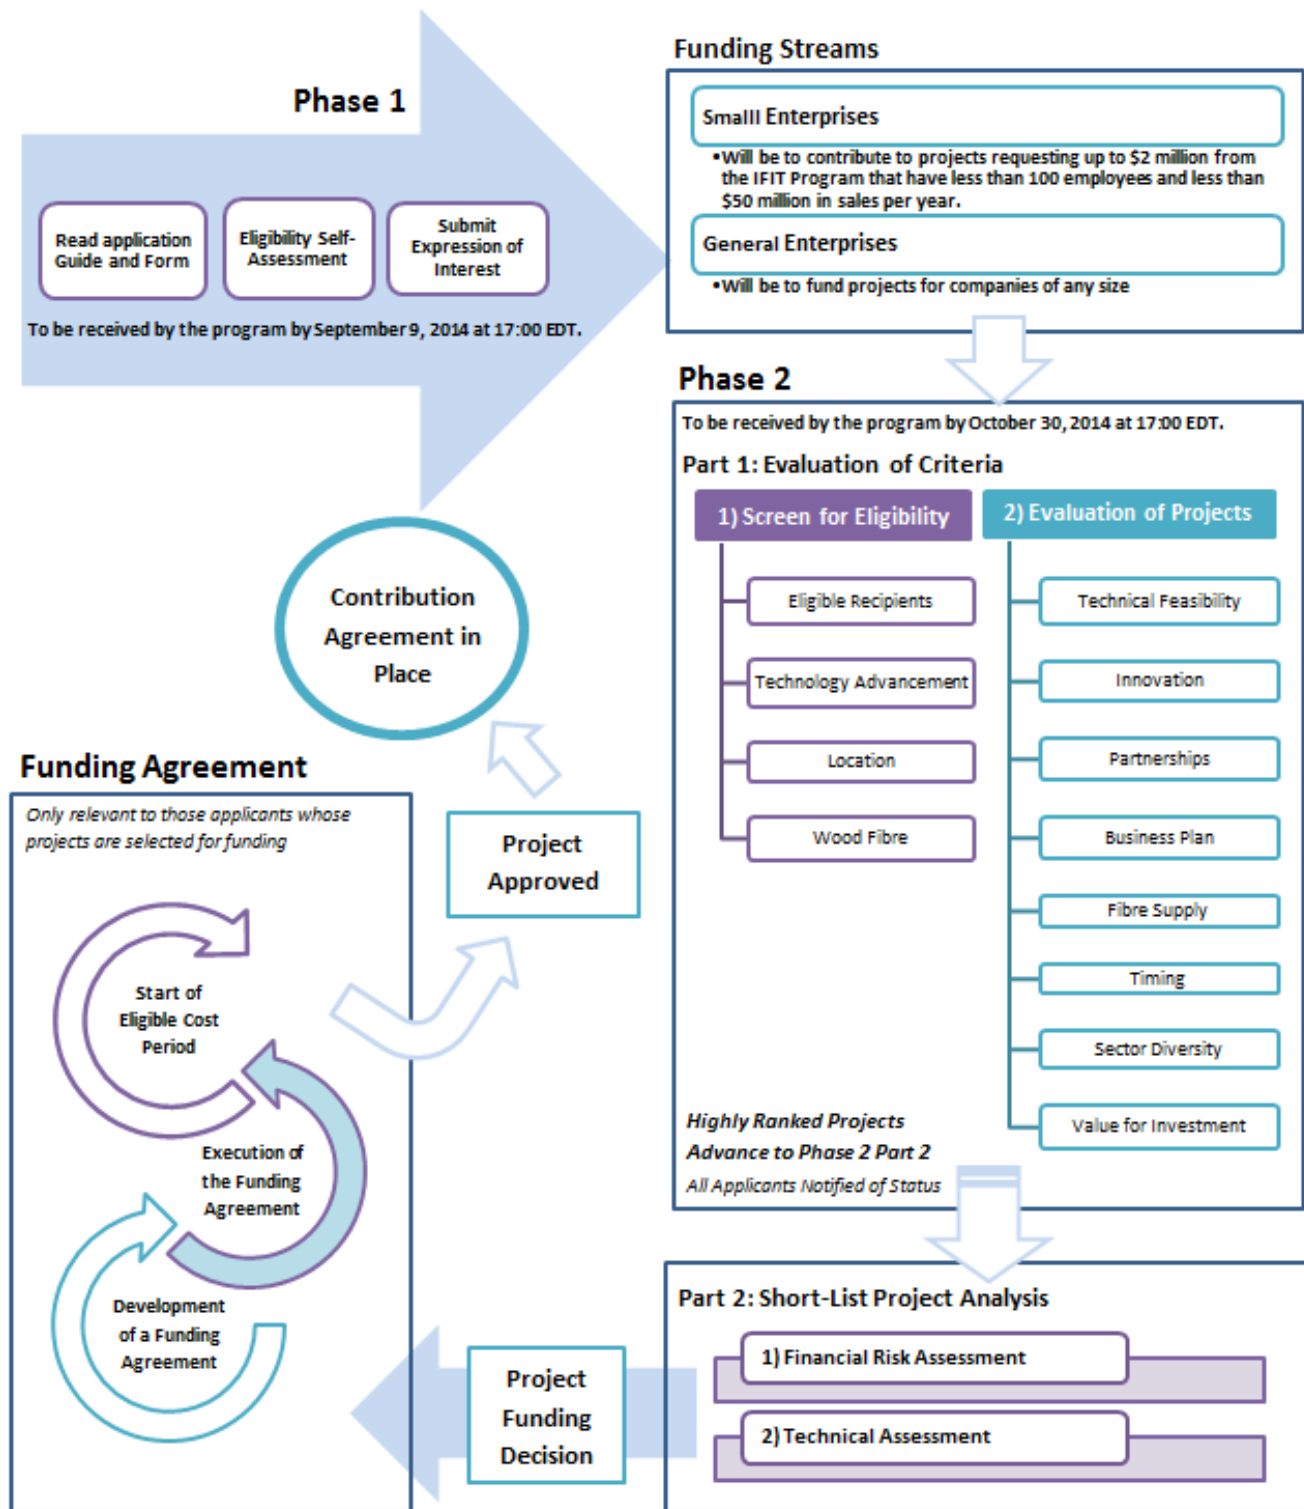 Phase 1
Read application
Guide and Form
Eligibility Self-
Assessment
Submit
Expression of
Interest
To be received by the program by September 9, 2014 at 17:00 EDT.
Funding Streams
Smalll Enterprises
•Will be to contribute to projects requesting up to $2 million from
the IFIT Program that have less than 100 employees and less than
$50 million in sales per year.
General Enterprises
•Will be to fund projects for companies of any size
Phase 2
To be received by the program by October 30, 2014 at 17:00 EDT.
Part 1: Evaluation of Criteria
1) Screen for Eligibility
Eligible Recipients
Technology Advancement
Location
Wood Fibre
2) Evaluation of Projects
Technical Feasibility
Innovation
Partnerships
Business Plan
Fibre Supply
Timing
Sector Diversity
Value for Investment
Highly Ranked Projects
Advance to Phase 2 Part 2
All Applicants Notified of Status
Part 2: Short-List Project Analysis
1) Financial Risk Assessment
2) Technical Assessment
Project
Funding
Decision
Funding Agreement
Only relevant to those applicants whose
projects are selected for funding
Start of
Eligible Cost
Period
Execution of
the Funding
Agreement
Development
of a Funding
Agreement
Project
Approved
Contribution
Agreement in
Place